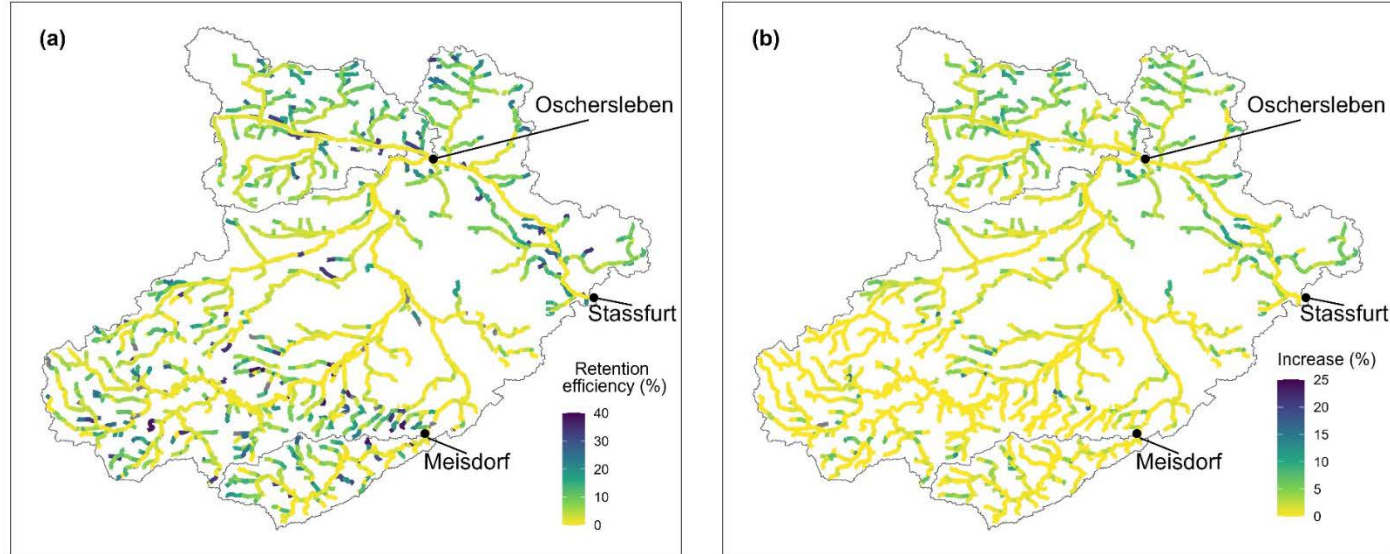 (a)
Oschersleben
Stassfurt
Meisdorf
Retention
efficiency (%)
40
30
20
10
0
(b)
Oschersleben
Stassfurt
Meisdorf
Increase (%)
25
20
15
10
5
0